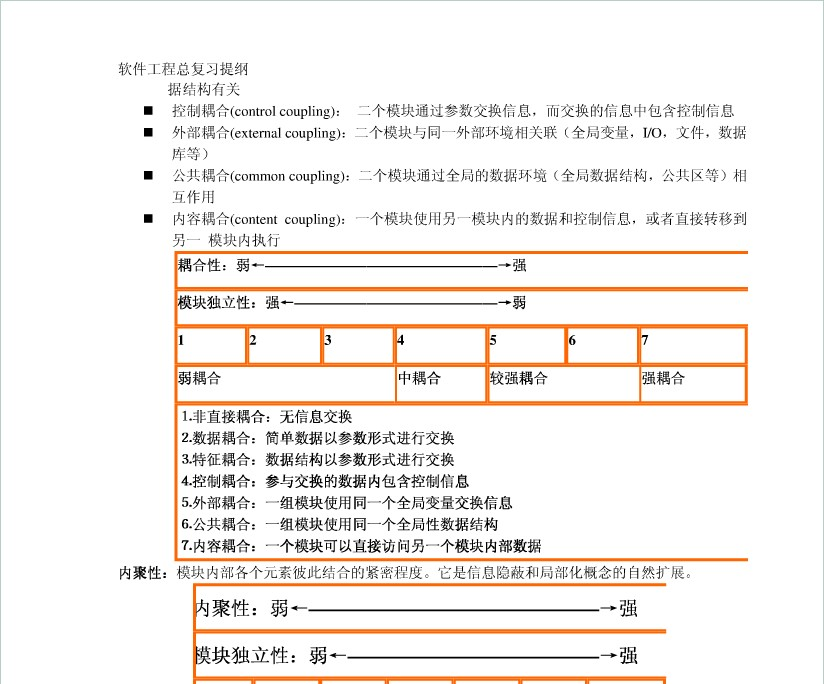 软件工程总复习提纲
据结构有关
■ 控制耦合(control coupling)： 二个模块通过参数交换信息，而交换的信息中包含控制信息
■ 外部耦合(external coupling)：二个模块与同一外部环境相关联（全局变量，I/O，文件，数据
库等）
■ 公共耦合(common coupling)：二个模块通过全局的数据环境（全局数据结构，公共区等）相
互作用
■ 内容耦合(content coupling)：一个模块使用另一模块内的数据和控制信息，或者直接转移到
另一 模块内执行
耦合性：弱←————————→强
模块独立性：强←————————→弱
1 2 3 4 5 6 7
弱耦合 中耦合 较强耦合 强耦合
1.非直接耦合：无信息交换
2.数据耦合：简单数据以参数形式进行交换
3.特征耦合：数据结构以参数形式进行交换
4.控制耦合：参与交换的数据内包含控制信息
5.外部耦合：一组模块使用同一个全局变量交换信息
6.公共耦合：一组模块使用同一个全局性数据结构
7.内容耦合：一个模块可以直接访问另一个模块内部数据
内聚性：模块内部各个元素彼此结合的紧密程度。它是信息隐蔽和局部化概念的自然扩展。
内聚性：弱←————————→强
模块独立性：弱←————————→强